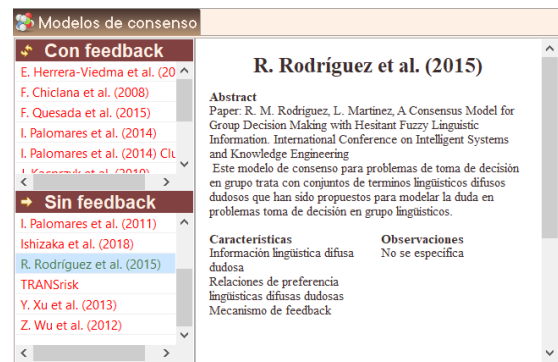 Modelos de consenso
Con feedback
E. Herrera-Viedma et al. (20
F. Chiclana et al. (2008)
F. Quesada et al. (2015)
I. Palomares et al. (2014)
I. Palomares et al. (2014) Clu
Sin feedback
I. Palomares et al. (2011)
Ishizaka et al. (2018)
R. Rodríguez et al. (2015)
TRANSrisk
Y. Xu et al. (2013)
Z. Wu et al. (2012)
R. Rodríguez et al. (2015)
Abstract
Paper: R. M. Rodriguez, L. Martinez, A Consensus Model for
Group Decision Making with Hesitant Fuzzy Linguistic
Information. International Conference on Intelligent Systems
and Knowledge Engineering
Este modelo de consenso para problemas de toma de decisión
en grupo trata con conjuntos de terminos lingüisticos difusos
dudosos que han sido propuestos para modelar la duda en
problemas toma de decisión en grupo lingüisticos.
Características
Información lingüistica difusa
dudosa
Relaciones de preferencia
lingüisticas difusas dudosas
Mecanismo de feedback
Observaciones
No se especifica